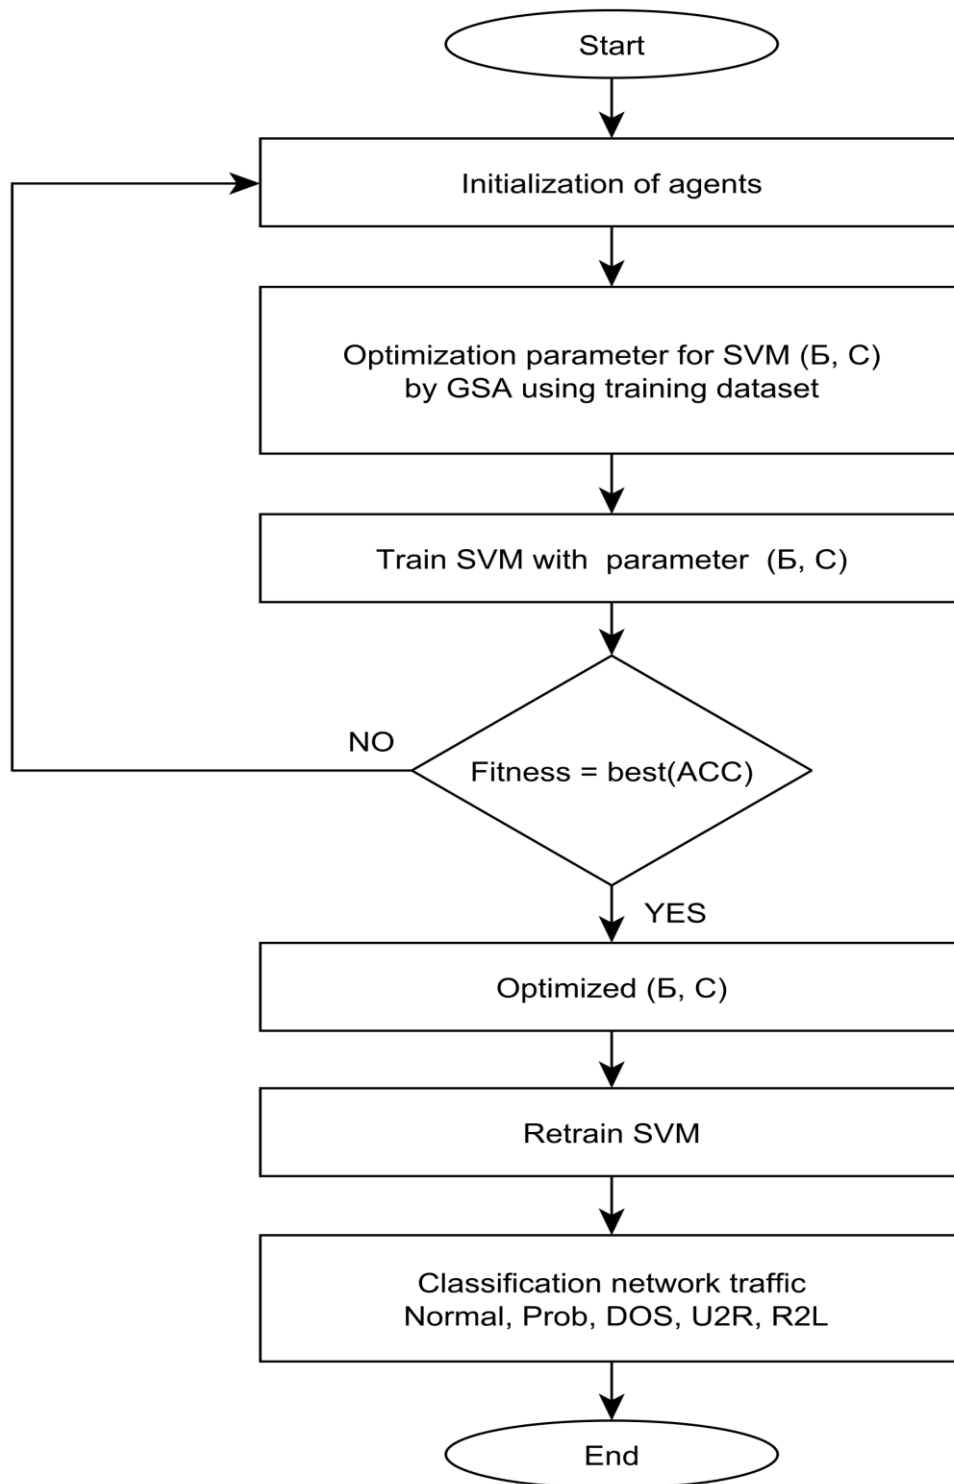 Start
Initialization of agents
Optimization parameter for SVM (Б, C)
by GSA using training dataset
Train SVM with parameter (Б, C)
NO
Fitness = best(ACC)
YES
Optimized (Б, C)
Retrain SVM
Classification network traffic
Normal, Prob, DOS, U2R, R2L
End